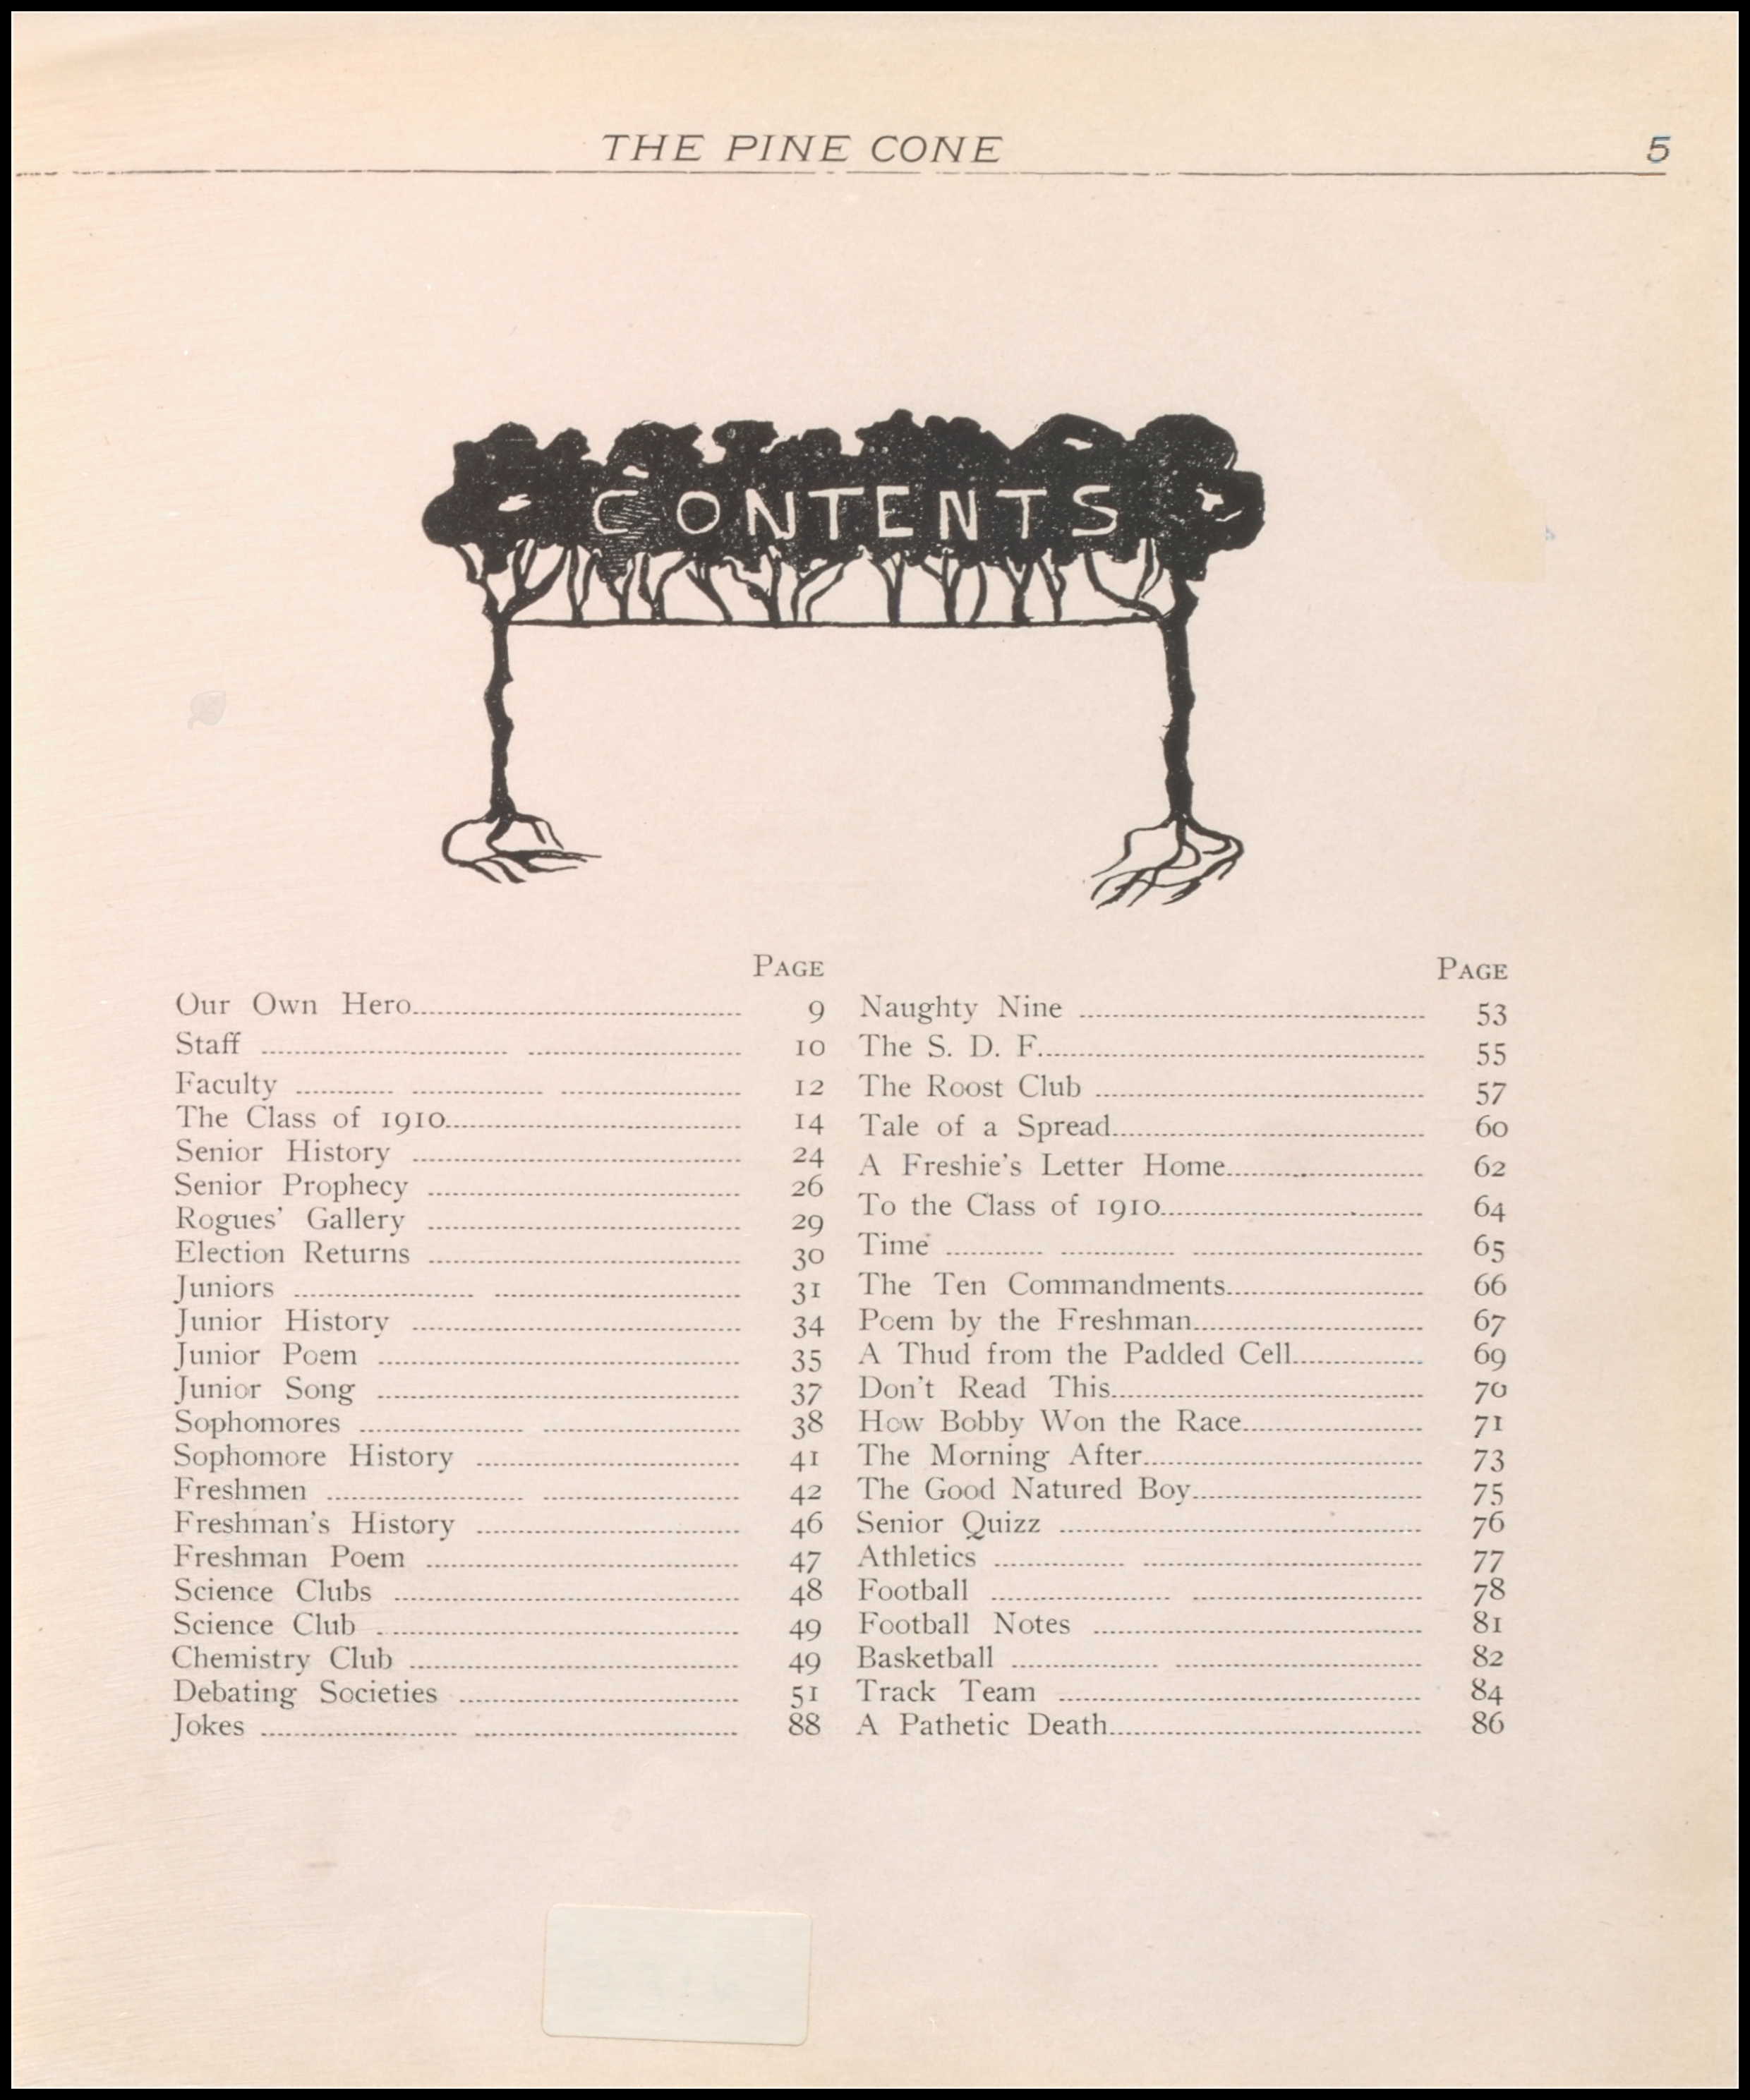 THE PINE CONE 5
CONTENTS
PAGE
Our Own Hero 9
Staff 10
Faculty 12
The Class of 1910 14
Senior History 24
Senior Prophecy 26
Rogues' Gallery 29
Election Returns 30
Juniors 31
Junior History 34
Junior Poem 35
Junior Song 37
Sophomores 38
Sophomore History 41
Freshmen 42
Freshman's History 46
Freshman Poem 47
Science Clubs 48
Science Club 49
Chemistry Club 49
Debating Societies 51
Jokes 88
PAGE
Naughty Nine 53
The S. D. F. 55
The Roost Club 57
Tale of a Spread 60
A Freshie's Letter Home 62
To the Class of 1910 64
Time 65
The Ten Commandments 66
Poem by the Freshman 67
A Thud from the Padded Cell 69
Don't Read This 70
How Bobby Won the Race 71
The Morning After 73
The Good Natured Boy 75
Senior Quizz 76
Athletics 77
Football 78
Football Notes 81
Basketball 82
Track Team 84
A Pathetic Death 86